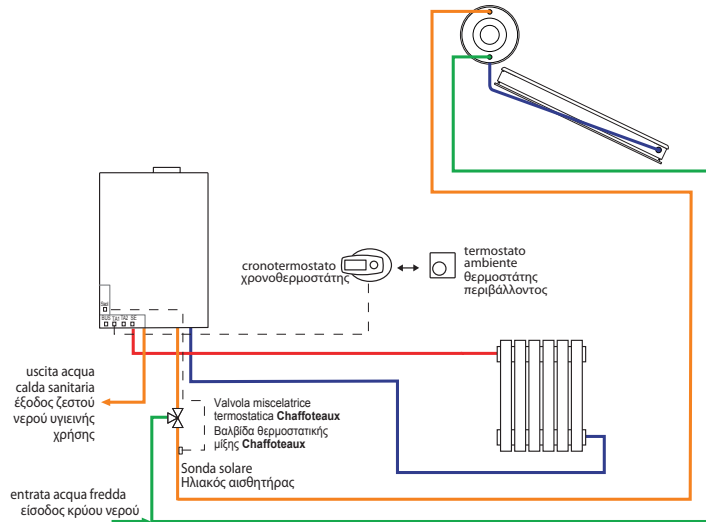 cronotermostato
χρονοθερμοστάτης
termostato
ambiente
θερμοστάτης
περιβάλλοντος
BUS TA1 TA2 SE
uscita acqua
calda sanitaria
έξοδος ζεστού
νερού υγιεινής
χρήσης
Valvola miscelatrice
termostatica Chaffoteaux
Βαλβίδα θερμοστατικής
μίξης Chaffoteaux
Sonda solare
Ηλιακός αισθητήρας
entrata acqua fredda
είσοδος κρύου νερού